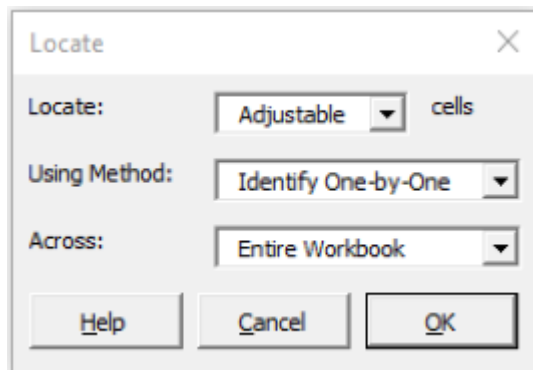 Locate
Locate: Adjustable cells
Using Method: Identify One-by-One
Across: Entire Workbook
Help Cancel OK